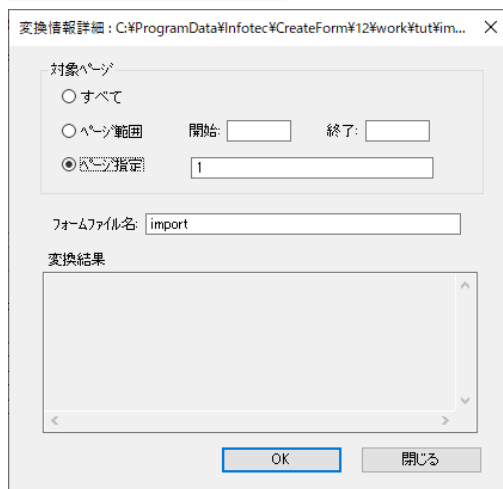 変換情報詳細 : C:¥ProgramData¥Infotec¥CreateForm¥12¥work¥tut¥im...
対象ページ
すべて
ページ範囲 開始: 終了:
ページ指定 1
フォームファイル名: import
変換結果
OK 閉じる